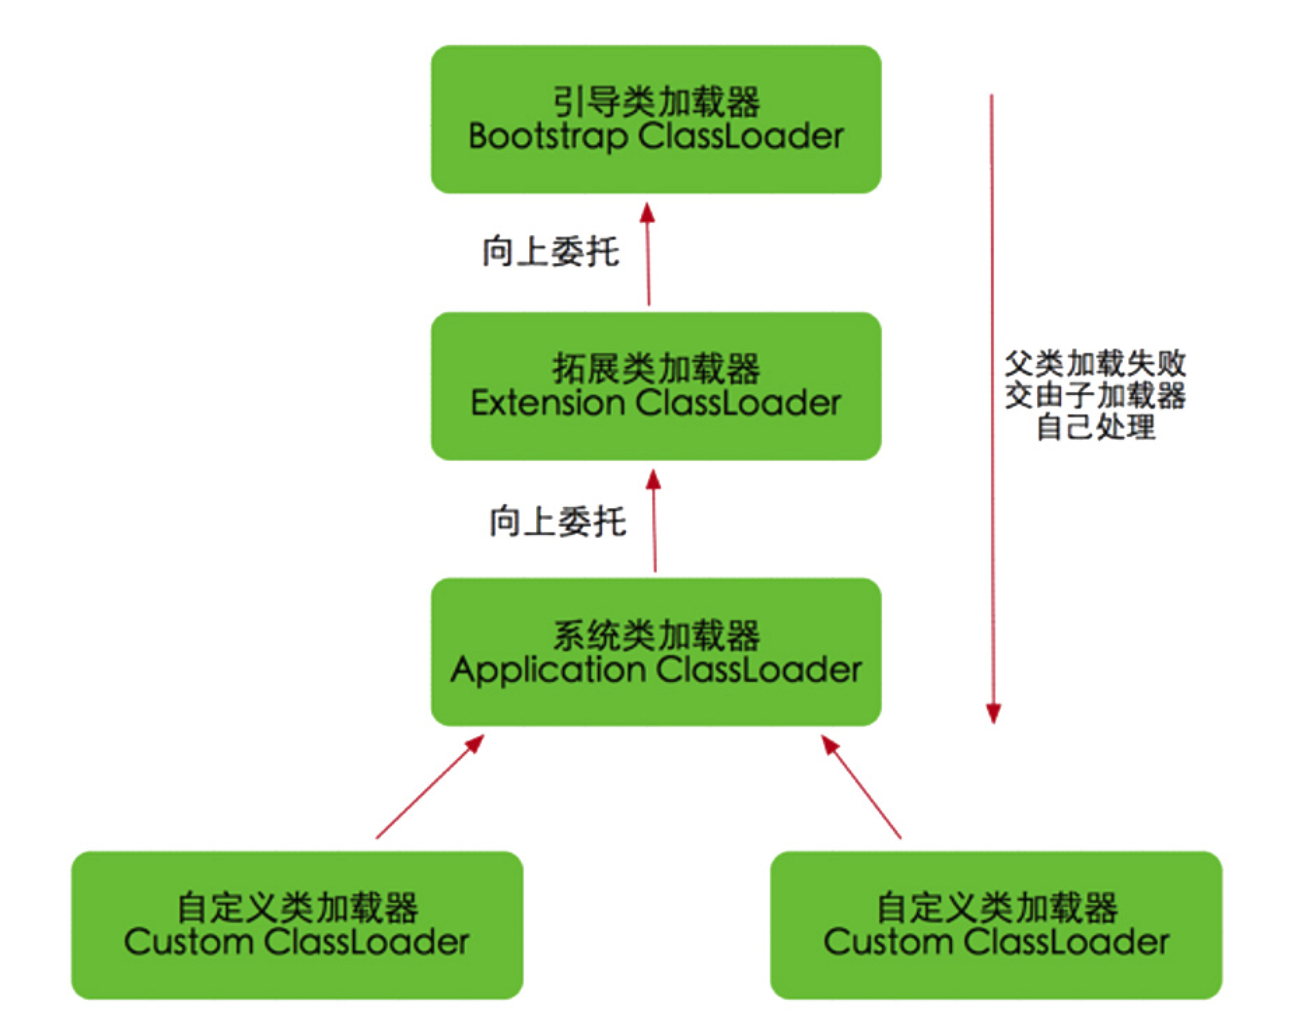 引导类加载器
Bootstrap ClassLoader
向上委托
拓展类加载器
Extension ClassLoader
父类加载失败
交由子加载器
自己处理
向上委托
系统类加载器
Application ClassLoader
自定义类加载器
Custom ClassLoader
自定义类加载器
Custom ClassLoader